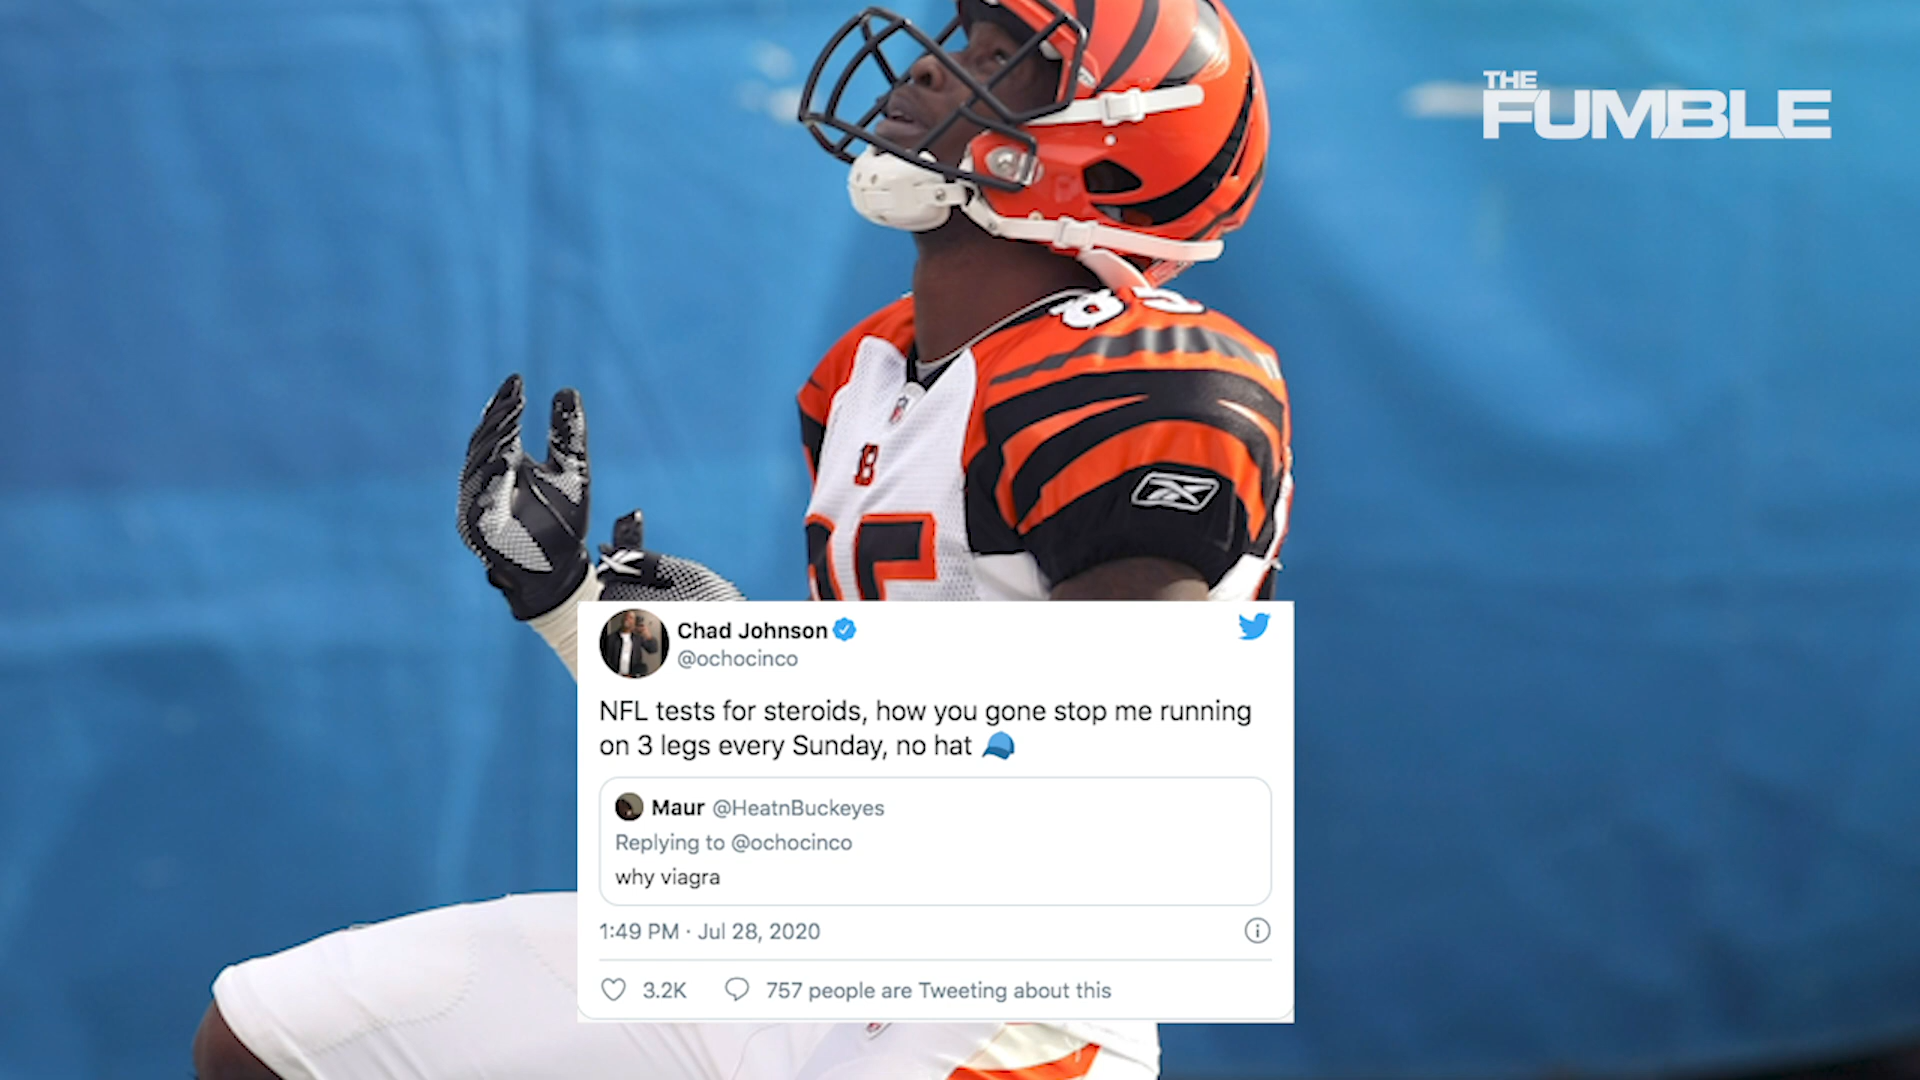 THE
FUMBLE
85
85
Chad Johnson
@ochocinco
NFL tests for steroids, how you gone stop me running
on 3 legs every Sunday, no hat 🧢
Maur @HeatnBuckeyes
Replying to @ochocinco
why viagra
1:49 PM · Jul 28, 2020
3.2K
757 people are Tweeting about this